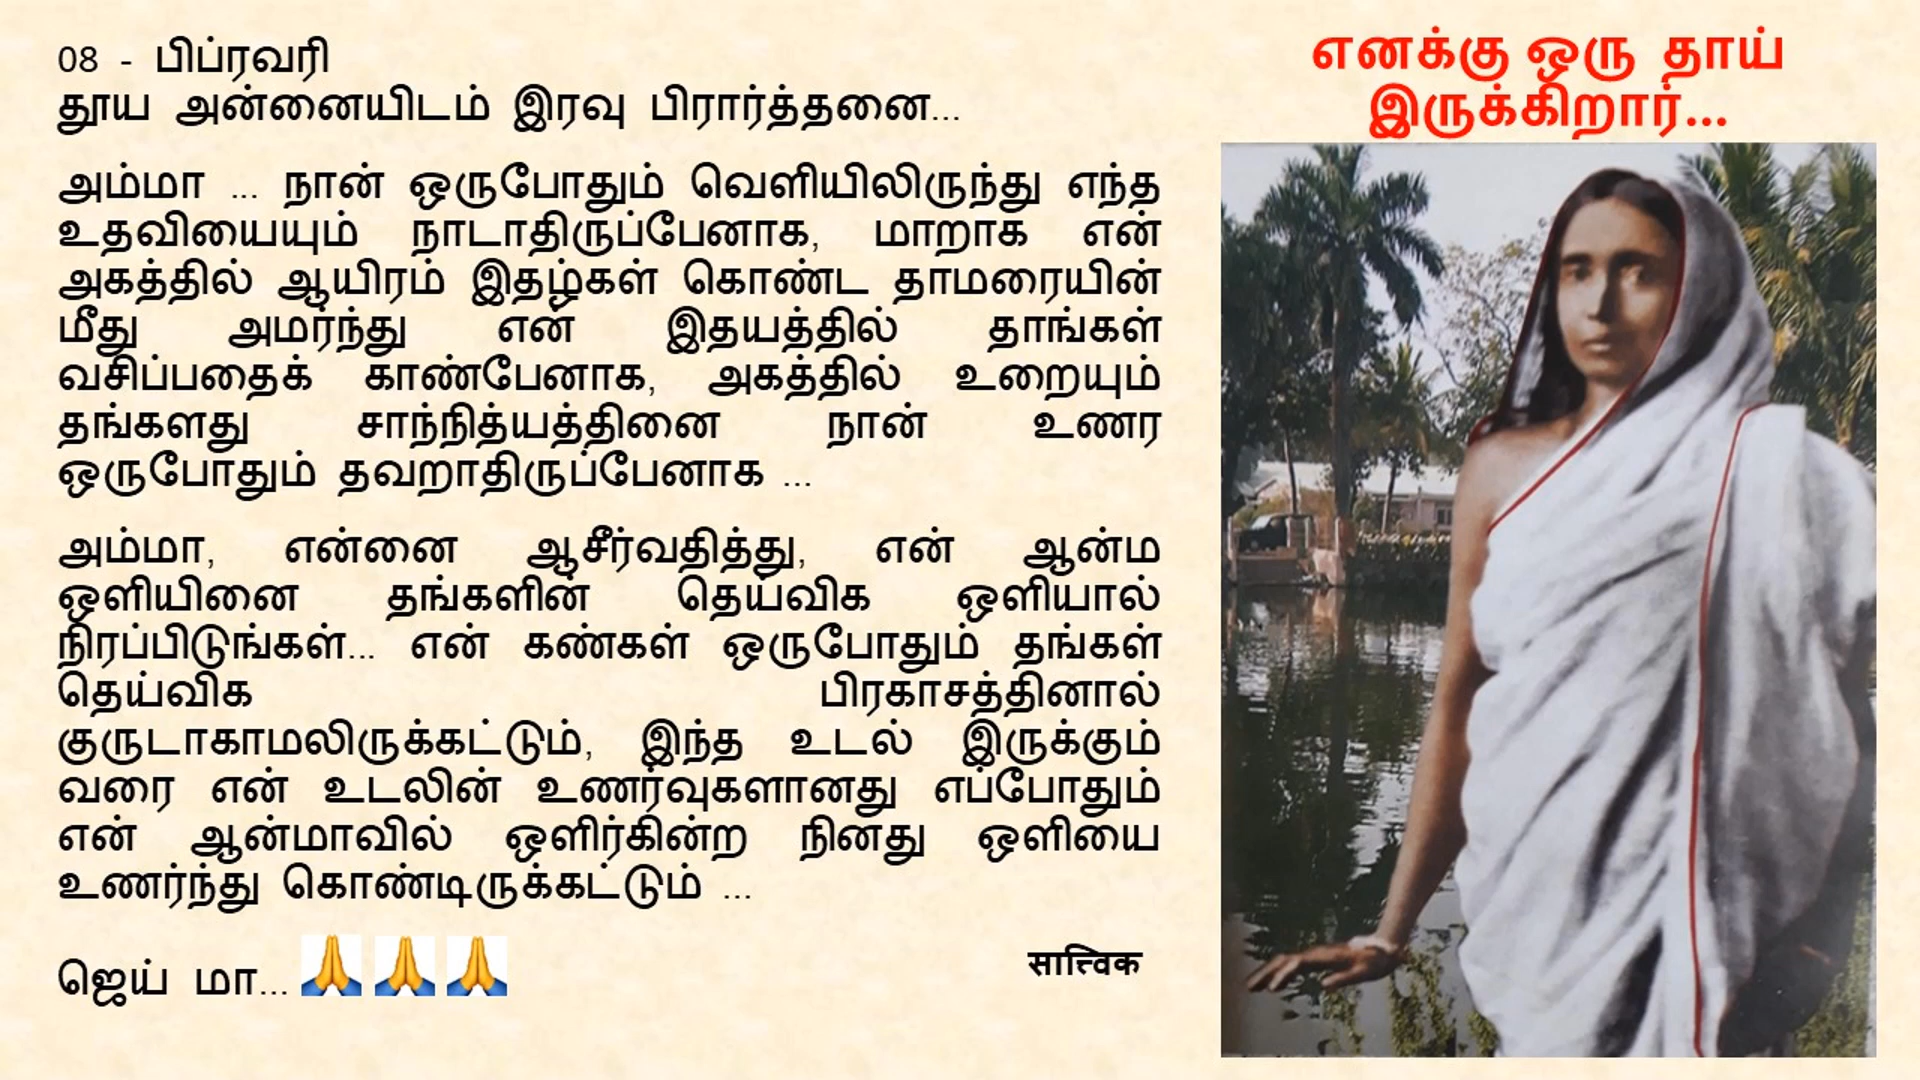 08 - பிப்ரவரி
தூய அன்னையிடம் இரவு பிரார்த்தனை...
அம்மா ... நான் ஒருபோதும் வெளியிலிருந்து எந்த
உதவியையும் நாடாதிருப்பேனாக, மாறாக என்
அகத்தில் ஆயிரம் இதழ்கள் கொண்ட தாமரையின்
மீது அமர்ந்து என் இதயத்தில் தாங்கள்
வசிப்பதைக் காண்பேனாக, அகத்தில் உறையும்
தங்களது சாந்நித்யத்தினை நான் உணர
ஒருபோதும் தவறாதிருப்பேனாக ...
அம்மா, என்னை ஆசீர்வதித்து, என் ஆன்ம
ஒளியினை தங்களின் தெய்விக ஒளியால்
நிரப்பிடுங்கள்... என் கண்கள் ஒருபோதும் தங்கள்
தெய்விக பிரகாசத்தினால்
குருடாகாமலிருக்கட்டும், இந்த உடல் இருக்கும்
வரை என் உடலின் உணர்வுகளானது எப்போதும்
என் ஆன்மாவில் ஒளிர்கின்ற நினது ஒளியை
உணர்ந்து கொண்டிருக்கட்டும் ...
ஜெய் மா... 🙏🙏🙏
सात्त्विक
எனக்கு ஒரு தாய்
இருக்கிறார்...